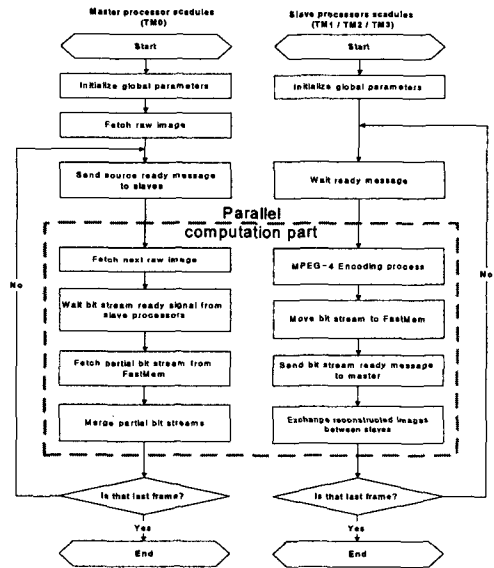 Master processor scadules
(TM0)
Start
Initialize global parameters
Fetch raw image
Send source ready message
to slaves
Fetch next raw image
Wait bit stream ready signal from
slave processors
Fetch partial bit stream from
FastMem
Merge partial bit streams
Is that last frame?
No
Yes
End
Slave processors scadules
(TM1 / TM2 / TM3)
Start
Initialize global parameters
Wait ready message
Parallel
computation part
MPEG-4 Encoding process
Move bit stream to FastMem
Send bit stream ready message
to master
Exchange reconstructed images
between slaves
Is that last frame?
No
Yes
End